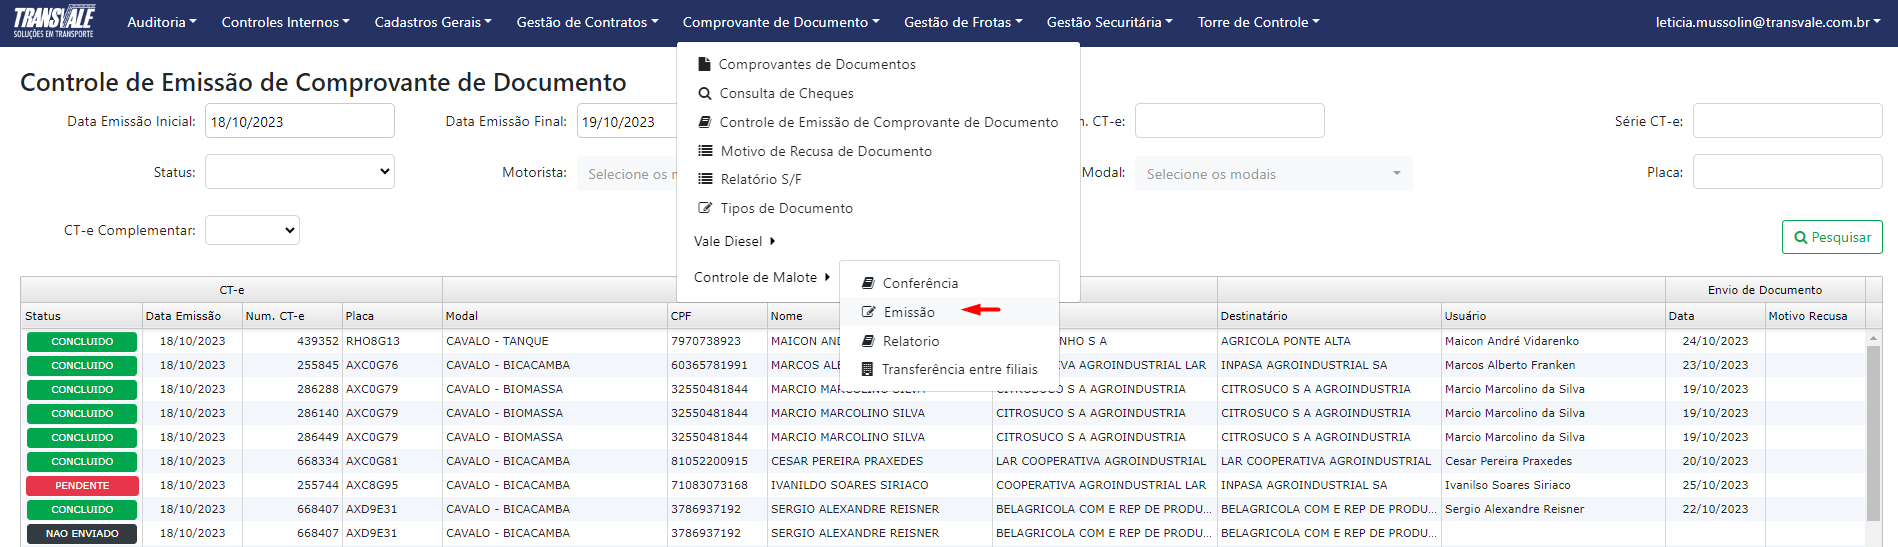 TRANSVALE
SOLUÇÕES EM TRANSPORTE
Auditoria Controles Internos Cadastros Gerais Gestão de Contratos Comprovante de Documento Gestão de Frotas Gestão Securitária Torre de Controle leticia.mussolin@transvale.com.br
Comprovantes de Documentos
Consulta de Cheques
Controle de Emissão de Comprovante de Documento
Motivo de Recusa de Documento
Relatório S/F
Tipos de Documento
Vale Diesel
Controle de Malote
Conferência
Emissão
Relatorio
Transferência entre filiais
Controle de Emissão de Comprovante de Documento
Data Emissão Inicial: 18/10/2023 Data Emissão Final: 19/10/2023 CT-e: Série CT-e:
Status: Motorista: Selecione os Modal: Selecione os modais Placa:
CT-e Complementar: Pesquisar
CT-e Envio de Documento
Status Data Emissão Num. CT-e Placa Modal CPF Nome Destinatário Usuário Data Motivo Recusa
CONCLUIDO 18/10/2023 439352 RHO8G13 CAVALO - TANQUE 7970738923 MAICON AND NHO S A AGRICOLA PONTE ALTA Maicon André Vidarenko 24/10/2023
CONCLUIDO 18/10/2023 255845 AXC0G76 CAVALO - BICACAMBA 60365781991 MARCOS ALB AGROINDUSTRIAL LAR INPASA AGROINDUSTRIAL SA Marcos Alberto Franken 23/10/2023
CONCLUIDO 18/10/2023 286288 AXC0G79 CAVALO - BIOMASSA 32550481844 MARCIO MARCOLINO SILVA CITROSUCO S A AGROINDUSTRIA CITROSUCO S A AGROINDUSTRIA Marcio Marcolino da Silva 19/10/2023
CONCLUIDO 18/10/2023 286140 AXC0G79 CAVALO - BIOMASSA 32550481844 MARCIO MARCOLINO SILVA CITROSUCO S A AGROINDUSTRIA CITROSUCO S A AGROINDUSTRIA Marcio Marcolino da Silva 19/10/2023
CONCLUIDO 18/10/2023 286449 AXC0G79 CAVALO - BIOMASSA 32550481844 MARCIO MARCOLINO SILVA CITROSUCO S A AGROINDUSTRIA CITROSUCO S A AGROINDUSTRIA Marcio Marcolino da Silva 19/10/2023
CONCLUIDO 18/10/2023 668334 AXC0G81 CAVALO - BICACAMBA 81052200915 CESAR PEREIRA PRAXEDES LAR COOPERATIVA AGROINDUSTRIAL LAR COOPERATIVA AGROINDUSTRIAL Cesar Pereira Praxedes 20/10/2023
PENDENTE 18/10/2023 255744 AXC8G95 CAVALO - BICACAMBA 71083073168 IVANILDO SOARES SIRIACO COOPERATIVA AGROINDUSTRIAL LAR INPASA AGROINDUSTRIAL SA Ivanilso Soares Siriaco 25/10/2023
CONCLUIDO 18/10/2023 668407 AXD9E31 CAVALO - BICACAMBA 3786937192 SERGIO ALEXANDRE REISNER BELAGRICOLA COM E REP DE PRODU... BELAGRICOLA COM E REP DE PRODU... Sergio Alexandre Reisner 22/10/2023
NAO ENVIADO 18/10/2023 668407 AXD9E31 CAVALO - BICACAMBA 3786937192 SERGIO ALEXANDRE REISNER BELAGRICOLA COM E REP DE PRODU... BELAGRICOLA COM E REP DE PRODU...